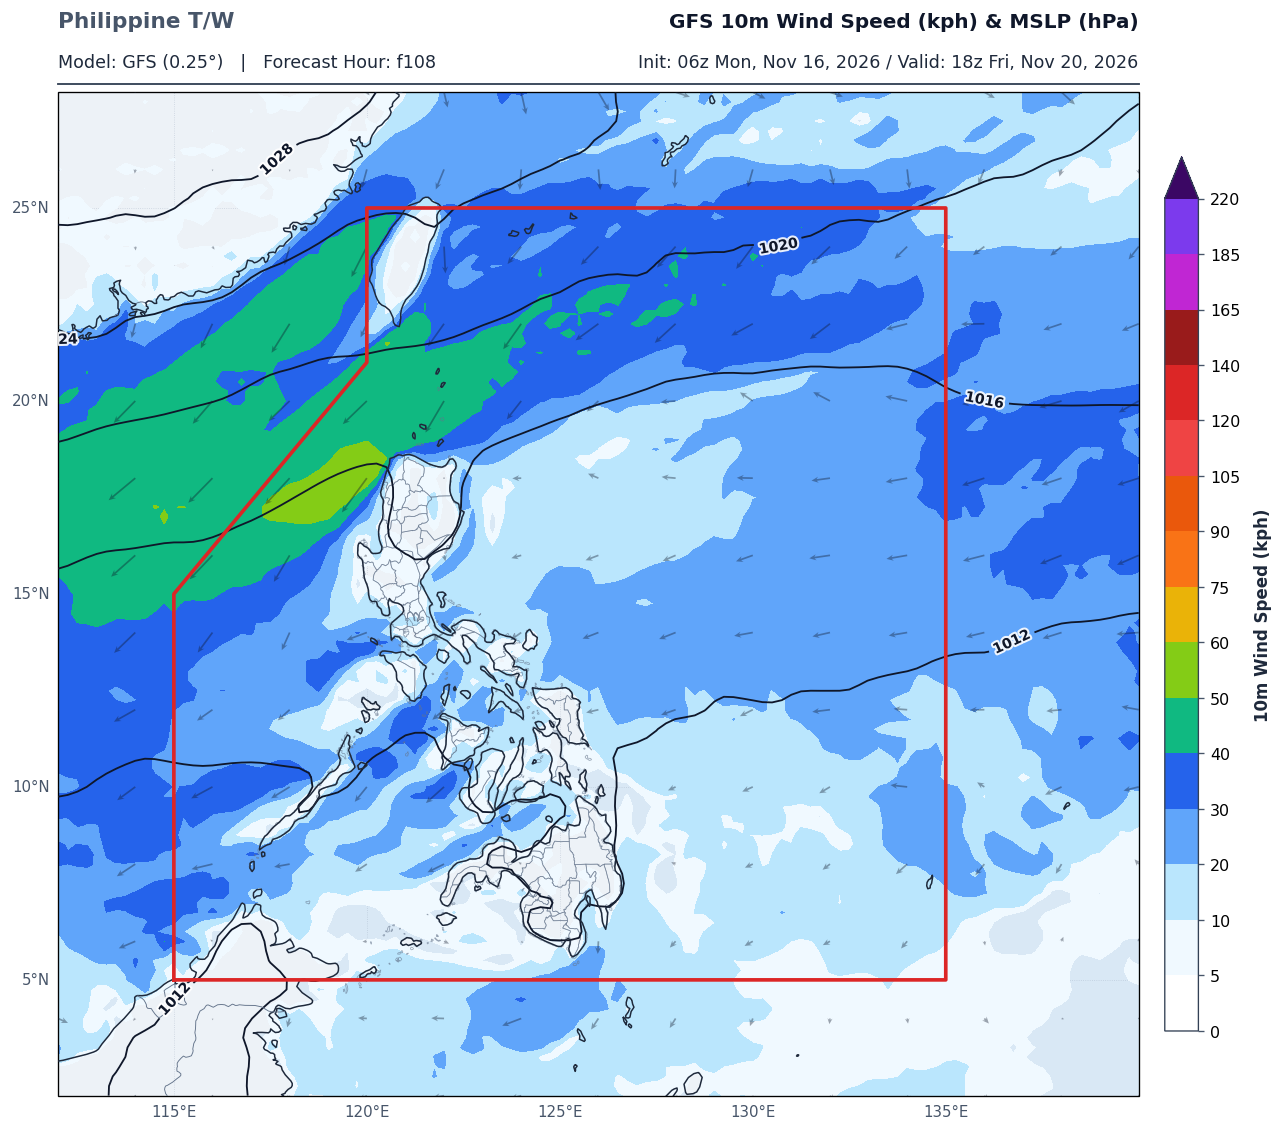 Philippine T/W
GFS 10m Wind Speed (kph) & MSLP (hPa)
Model: GFS (0.25°)   |   Forecast Hour: f108
Init: 06z Mon, Nov 16, 2026 / Valid: 18z Fri, Nov 20, 2026
1028
1020
24
1016
1012
1012
25°N
20°N
15°N
10°N
5°N
115°E
120°E
125°E
130°E
135°E
220
185
165
140
120
105
90
75
60
50
40
30
20
10
5
0
10m Wind Speed (kph)